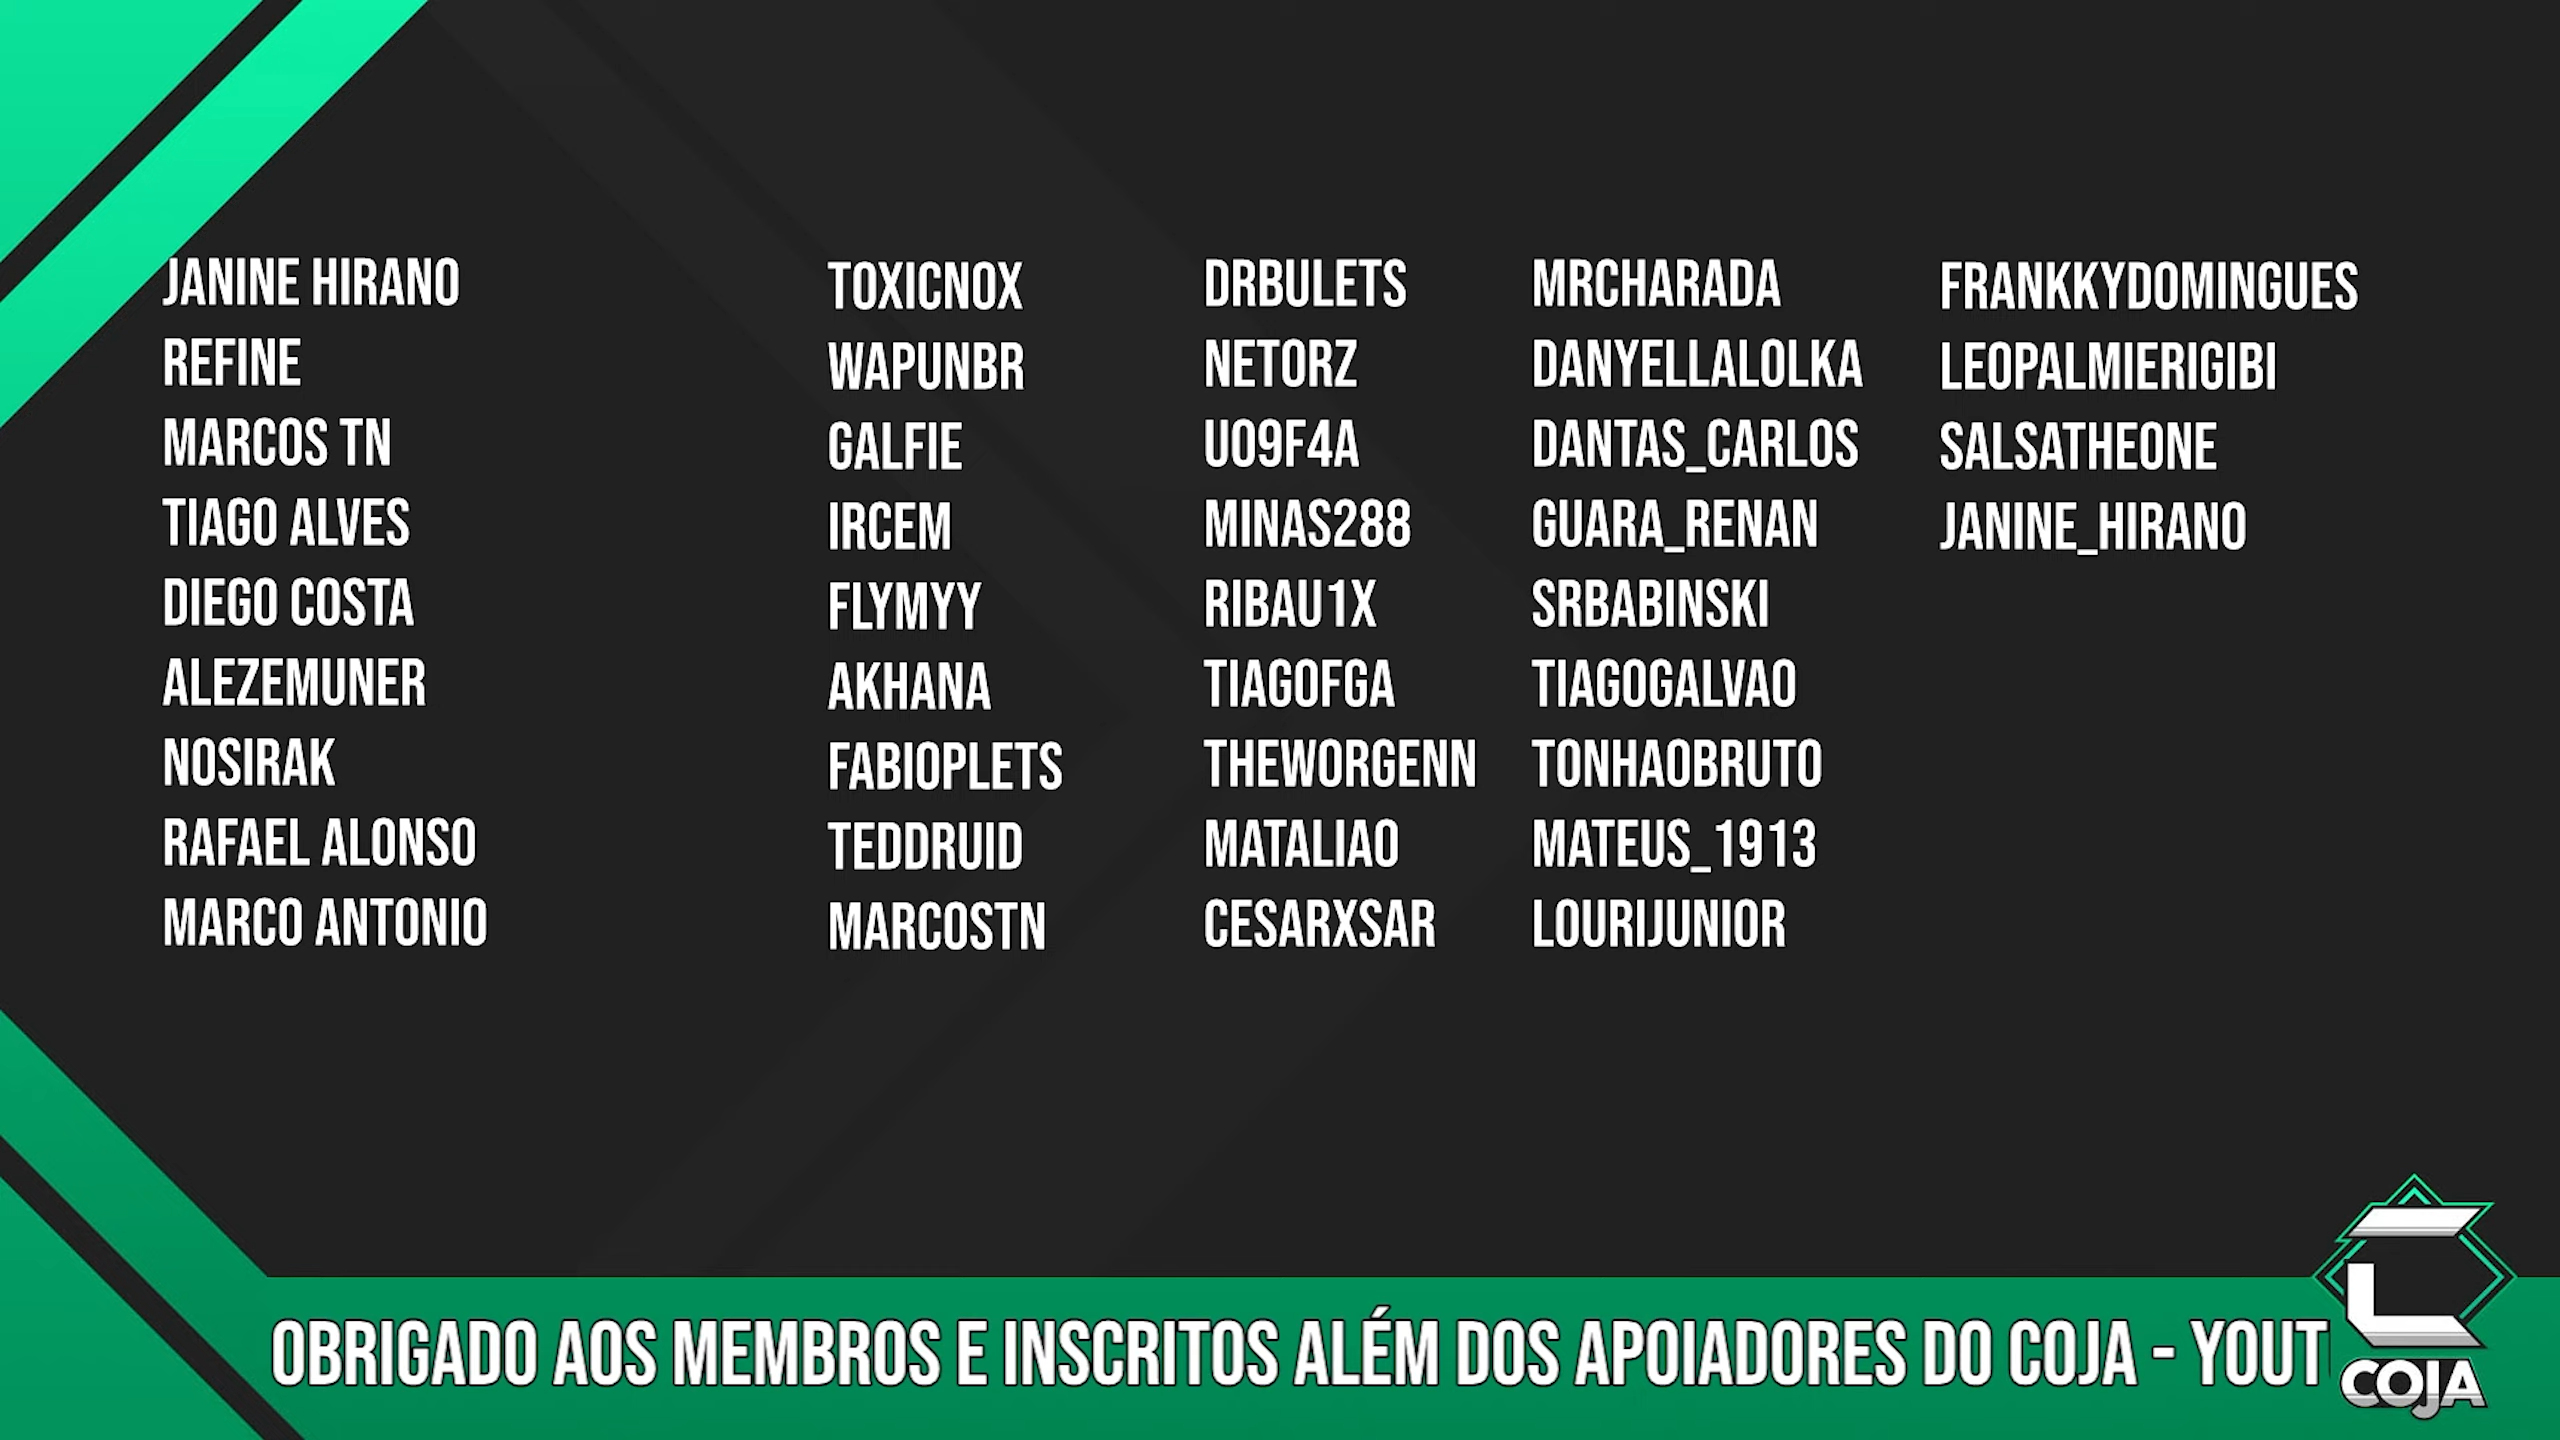 JANINE HIRANO
REFINE
MARCOS TN
TIAGO ALVES
DIEGO COSTA
ALEZEMUNER
NOSIRAK
RAFAEL ALONSO
MARCO ANTONIO
TOXICNOX
WAPUNBR
GALFIE
IRCEM
FLYMYY
AKHANA
FABIOPLETS
TEDDRUID
MARCOSTN
DRBULETS
NETORZ
U09F4A
MINAS288
RIBAU1X
TIAGOFGA
THEWORGENN
MATALIAO
CESARXSAR
MRCHARADA
DANYELLALOLKA
DANTAS_CARLOS
GUARA_RENAN
SRBABINSKI
TIAGOGALVAO
TONHAOBRUTO
MATEUS_1913
LOURIJUNIOR
FRANKKYDOMINGUES
LEOPALMIERIGIBI
SALSATHEONE
JANINE_HIRANO
OBRIGADO AOS MEMBROS E INSCRITOS ALÉM DOS APOIADORES DO COJA - YOUT
COJA